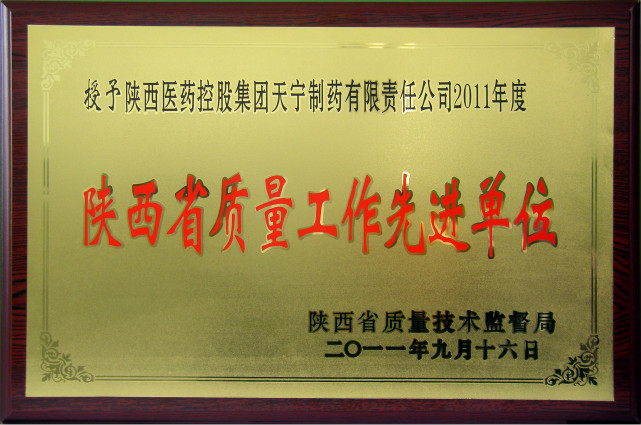 授予陕西医药控股集团天宁制药有限责任公司2011年度
陕西省质量工作先进单位
陕西省质量技术监督局
二〇一一年九月十六日